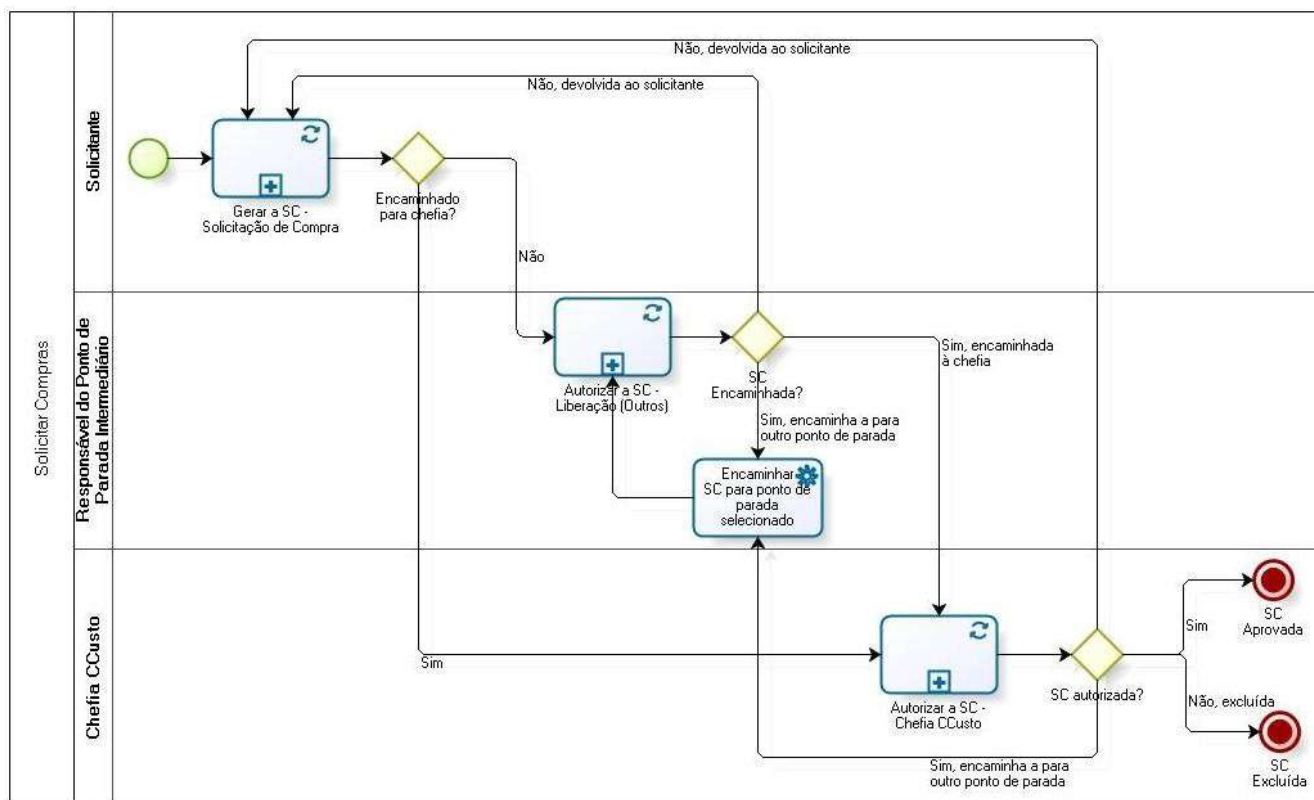 Solicitar Compras
Solicitante
Não, devolvida ao solicitante
Não, devolvida ao solicitante
Gerar a SC -
Solicitação de Compra
Encaminhado
para chefia?
Não
Responsável do Ponto de
Parada Intermediário
Autorizar a SC -
Liberação (Outros)
SC
Encaminhada?
Sim, encaminhada
à chefia
Sim, encaminha a para
outro ponto de parada
Encaminhar
SC para ponto de
parada
selecionado
Chefia CCusto
Sim
Autorizar a SC -
Chefia CCusto
SC autorizada?
Sim
SC
Aprovada
Não, excluída
SC
Excluída
Sim, encaminha a para
outro ponto de parada